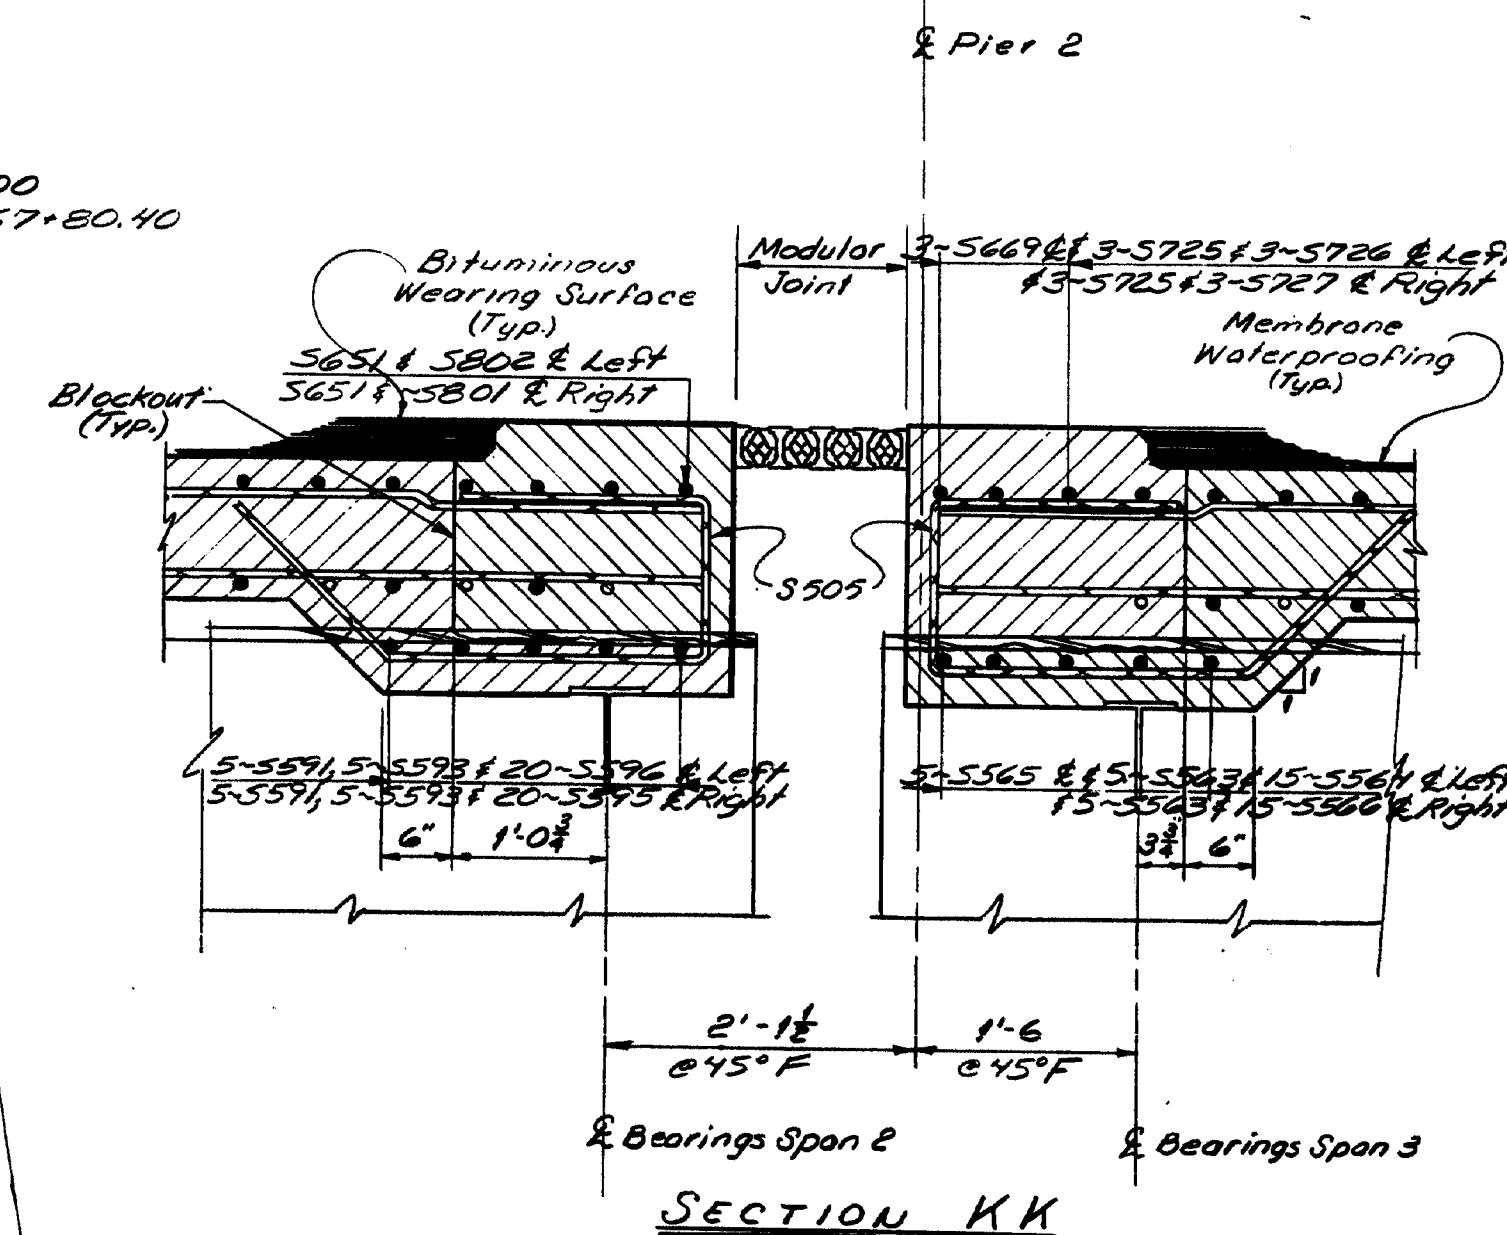 ℄ Pier 2
57+80.40
Bituminous
Wearing Surface
(Typ.)
Modular
Joint
3~S669 ℄ & 3~S725 & 3~S726 ℄ Left
& 3~S725 & 3~S727 ℄ Right
Membrane
Waterproofing
(Typ.)
S651 & S802 ℄ Left
S651 & ~S801 ℄ Right
Blockout
(Typ.)
S505
1
1
5~S591, 5~S593 & 20~S596 ℄ Left
5~S591, 5~S593 & 20~S595 ℄ Right
5~S565 ℄ & 5~S563 & 15~S564 ℄ Left
& 5~S563 & 15~S566 ℄ Right
6"
1'-0¾"
3¾"
6"
2'-1½
@ 45°F
1'-6
@ 45°F
℄ Bearings Span 2
℄ Bearings Span 3
SECTION KK